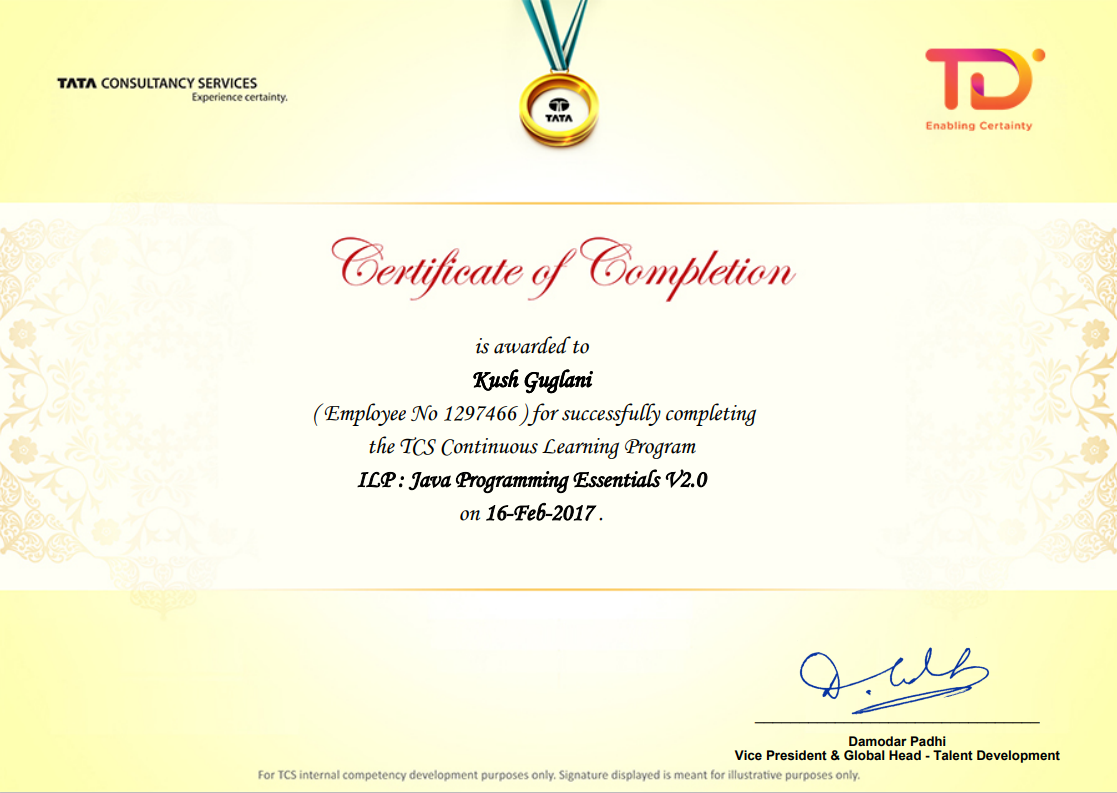 TATA CONSULTANCY SERVICES
Experience certainty.
TATA
TD
Enabling Certainty
Certificate of Completion
is awarded to
Kush Guglani
( Employee No 1297466 ) for successfully completing
the TCS Continuous Learning Program
ILP : Java Programming Essentials V2.0
on 16-Feb-2017 .
Damodar Padhi
Vice President & Global Head - Talent Development
For TCS internal competency development purposes only. Signature displayed is meant for illustrative purposes only.